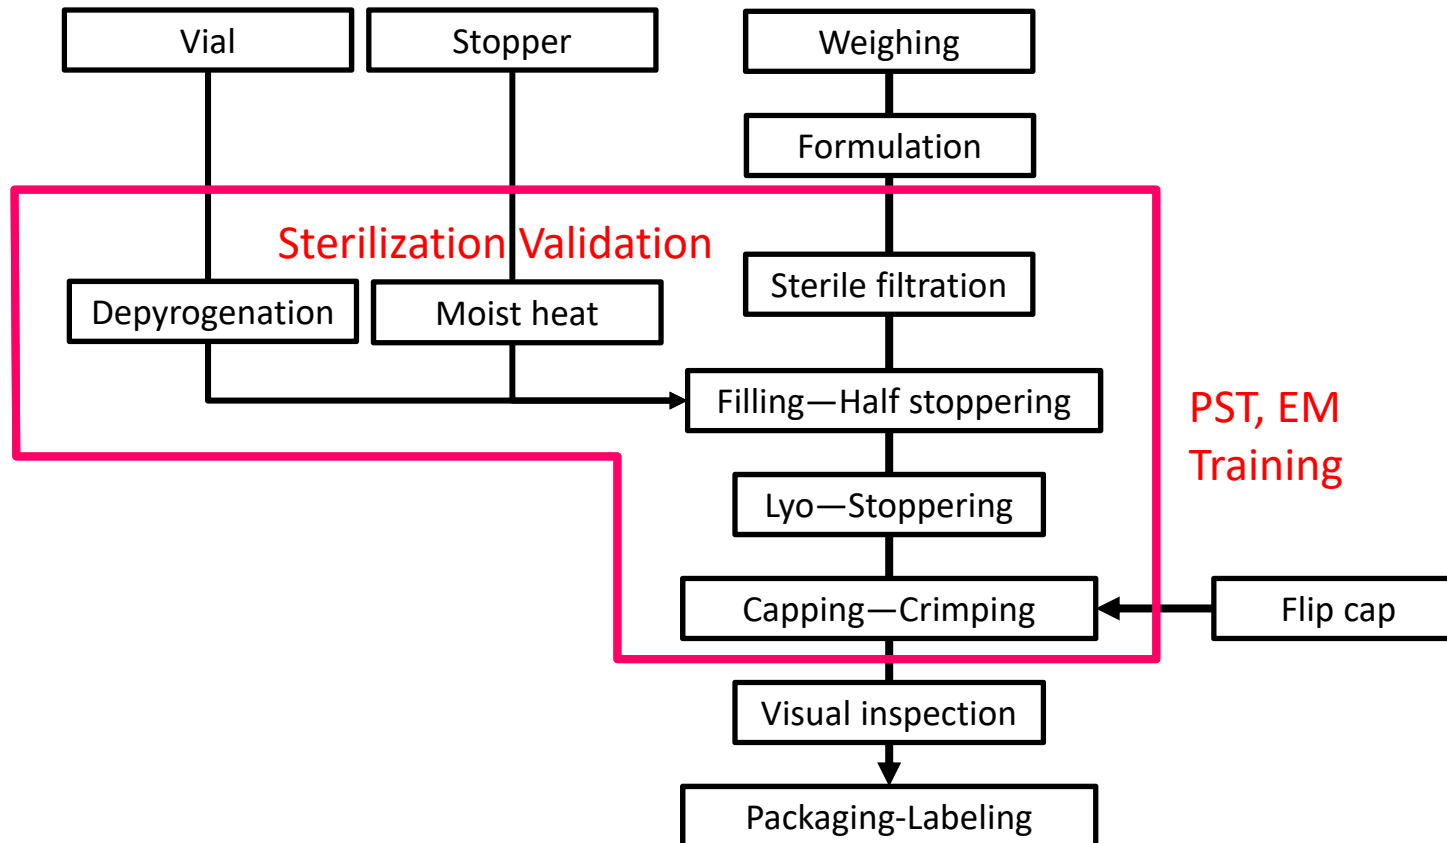 Vial
Stopper
Weighing
Formulation
Sterilization Validation
Sterile filtration
Depyrogenation
Moist heat
Filling—Half stoppering
PST, EM
Training
Lyo—Stoppering
Capping—Crimping
Flip cap
Visual inspection
Packaging-Labeling